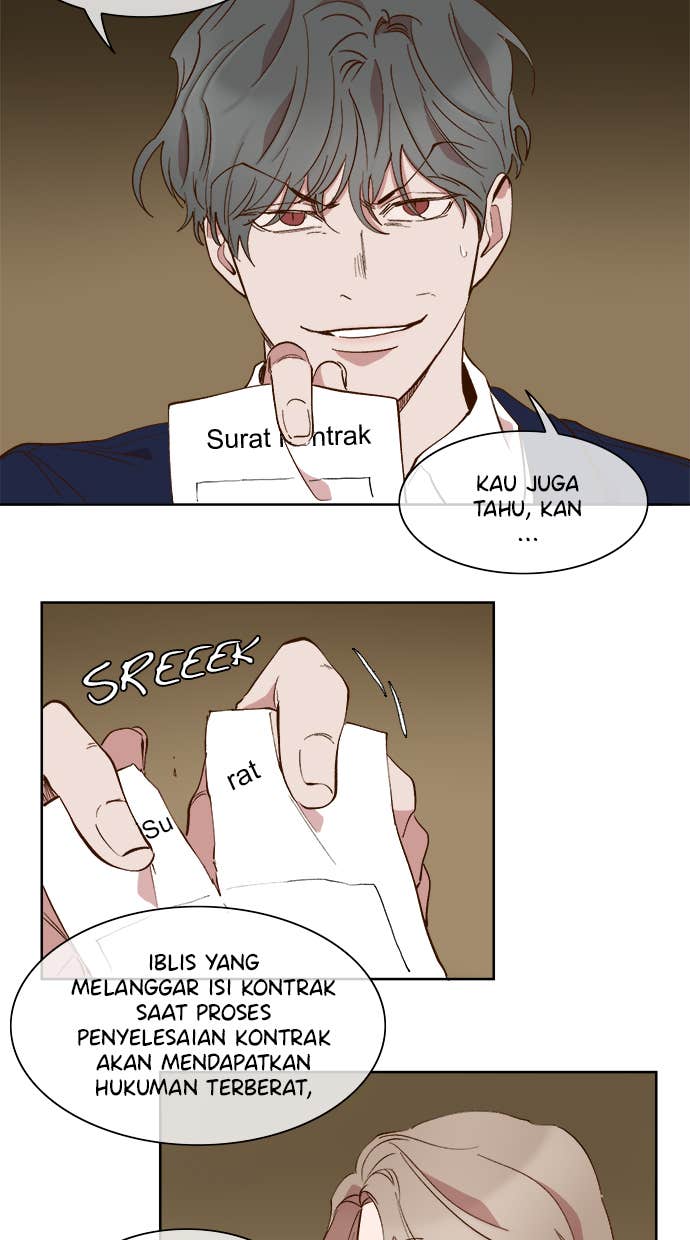 Surat Kontrak
KAU JUGA
TAHU, KAN
...
SREEEK
Su
rat
IBLIS YANG
MELANGGAR ISI KONTRAK
SAAT PROSES
PENYELESAIAN KONTRAK
AKAN MENDAPATKAN
HUKUMAN TERBERAT,